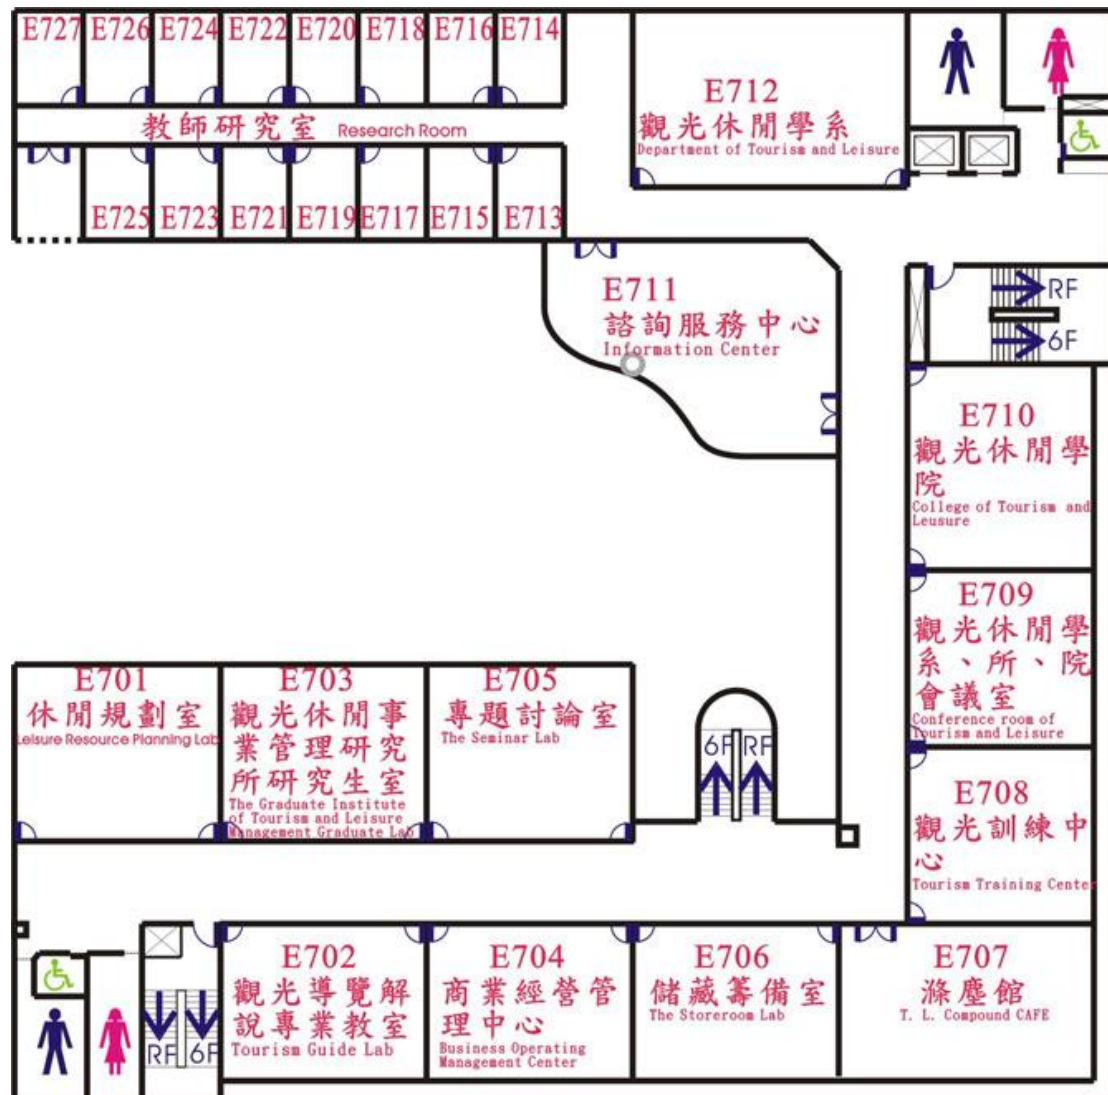 E727 E726 E724 E722 E720 E718 E716 E714
教師研究室 Research Room
E725 E723 E721 E719 E717 E715 E713
E712
觀光休閒學系
Department of Tourism and Leisure
E711
諮詢服務中心
Information Center
RF
6F
E710
觀光休閒學
院
College of Tourism and
Leusure
E709
觀光休閒學
系、所、院
會議室
Conference room of
Tourism and Leisure
E708
觀光訓練中
心
Tourism Training Center
E701
休閒規劃室
Leisure Resource Planning Lab
E703
觀光休閒事
業管理研究
所研究生室
The Graduate Institute
of Tourism and Leisure
Management Graduate Lab
E705
專題討論室
The Seminar Lab
6F RF
RF 6F
E702
觀光導覽解
說專業教室
Tourism Guide Lab
E704
商業經營管
理中心
Business Operating
Management Center
E706
儲藏籌備室
The Storeroom Lab
E707
滌塵館
T. L. Compound CAFE